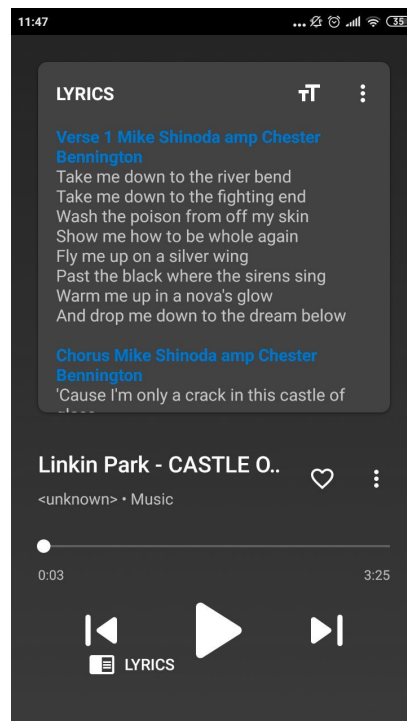 11:47 ... 35
LYRICS TT
Verse 1 Mike Shinoda amp Chester
Bennington
Take me down to the river bend
Take me down to the fighting end
Wash the poison from off my skin
Show me how to be whole again
Fly me up on a silver wing
Past the black where the sirens sing
Warm me up in a nova's glow
And drop me down to the dream below
Chorus Mike Shinoda amp Chester
Bennington
'Cause I'm only a crack in this castle of
Linkin Park - CASTLE O..
<unknown> • Music
0:03 3:25
LYRICS